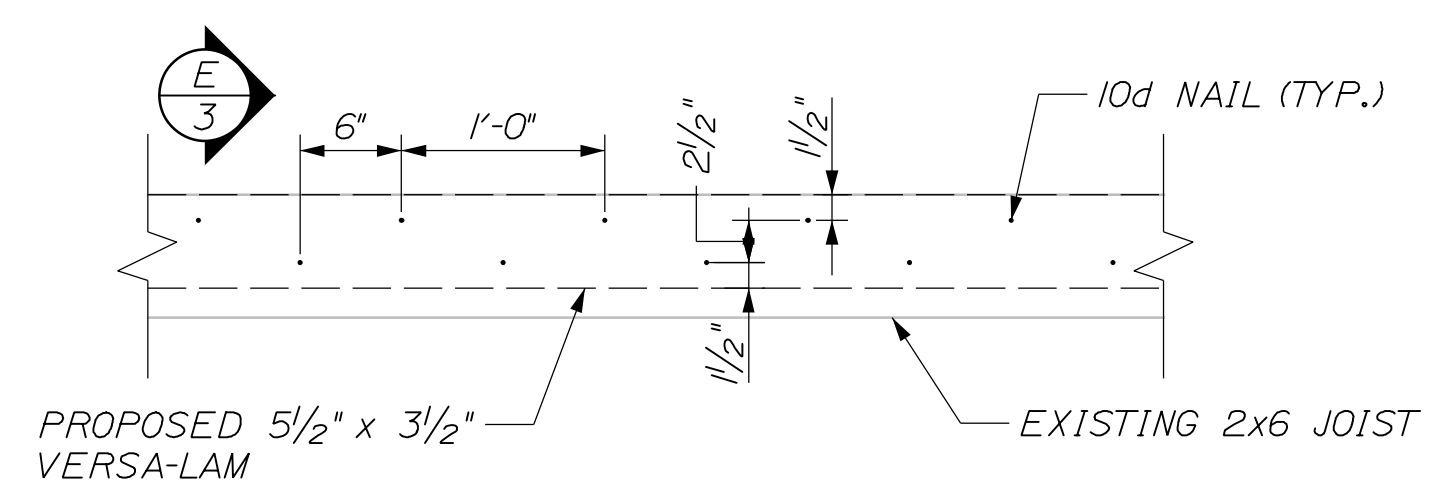 E
3
6"
1'-0"
2 1/2"
1 1/2"
10d NAIL (TYP.)
1 1/2"
PROPOSED 5 1/2" x 3 1/2"
VERSA-LAM
EXISTING 2x6 JOIST